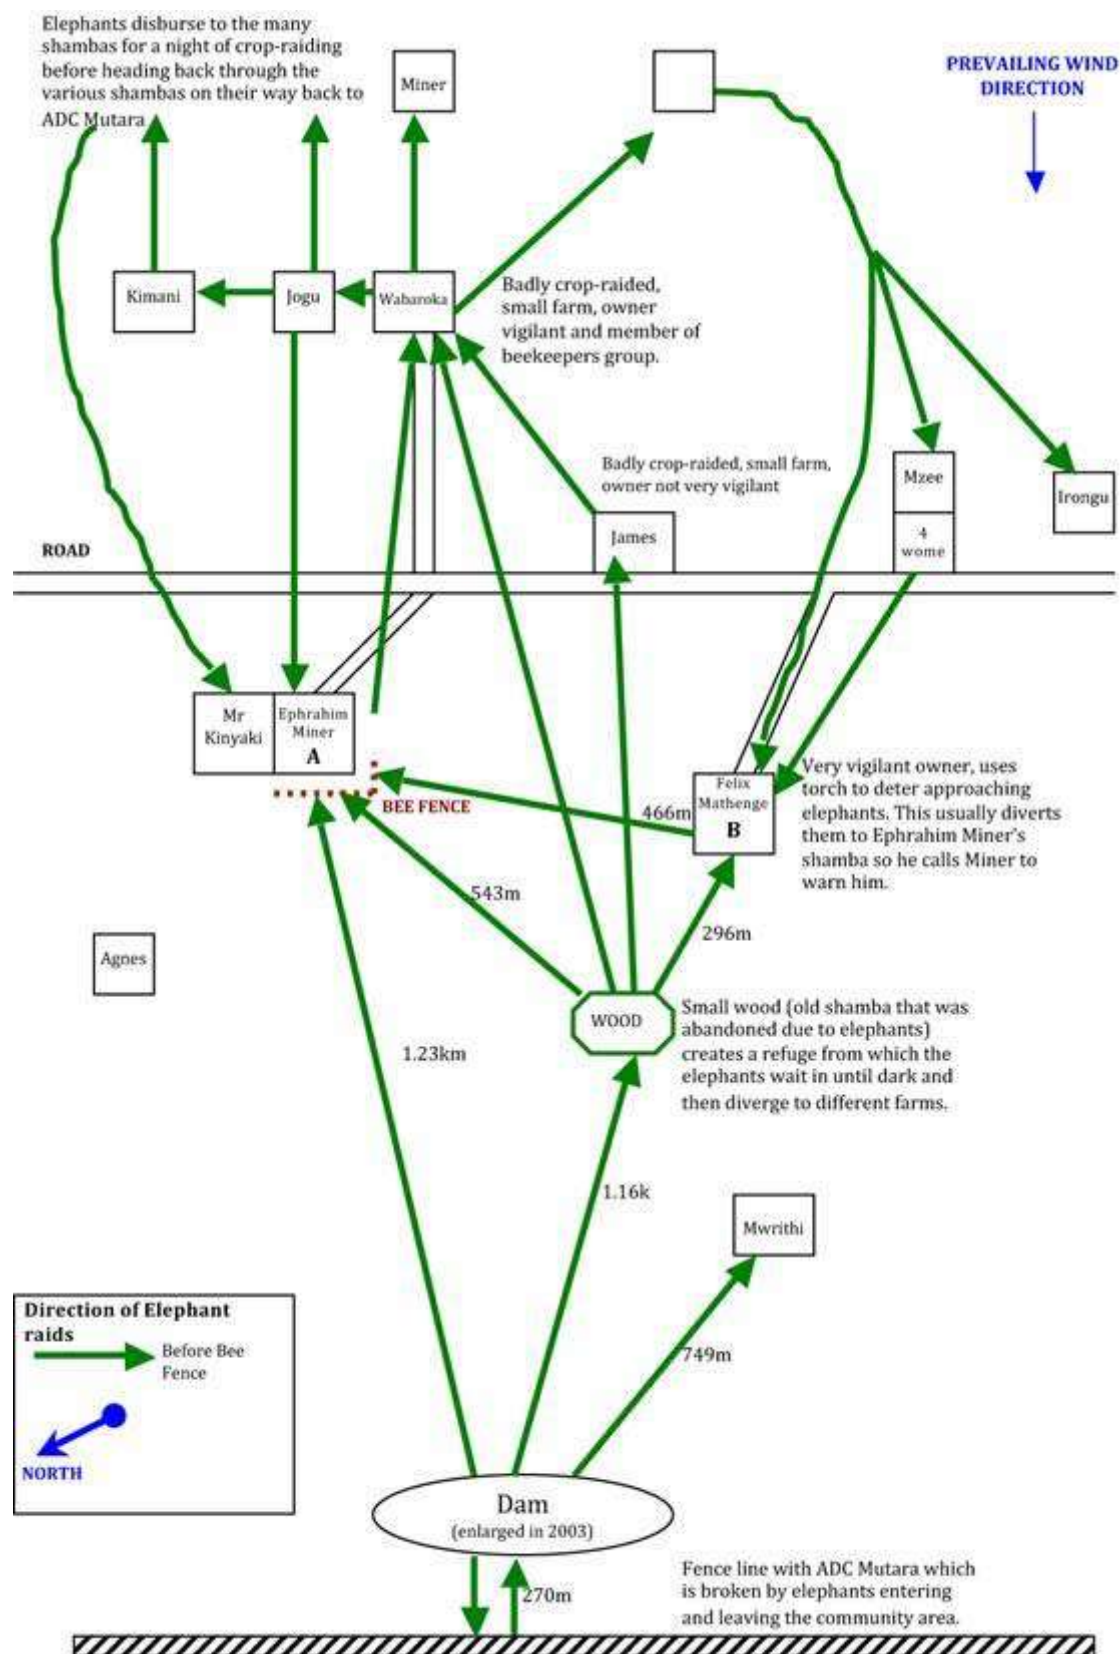 Elephants disburse to the many
shambas for a night of crop-raiding
before heading back through the
various shambas on their way back to
ADC Mutara
Miner
PREVAILING WIND
DIRECTION
Kimani
Jogu
Wabaroka
Badly crop-raided,
small farm, owner
vigilant and member of
beekeepers group.
Badly crop-raided, small farm,
owner not very vigilant
Mzee
Irongu
James
4
wome
ROAD
Mr
Kinyaki
Ephrahim
Miner
A
BEE FENCE
466m
Felix
Mathenge
B
Very vigilant owner, uses
torch to deter approaching
elephants. This usually diverts
them to Ephrahim Miner's
shamba so he calls Miner to
warn him.
543m
296m
Agnes
WOOD
Small wood (old shamba that was
abandoned due to elephants)
creates a refuge from which the
elephants wait in until dark and
then diverge to different farms.
1.23km
1.16k
Mwrithi
749m
Direction of Elephant
raids
Before Bee
Fence
NORTH
Dam
(enlarged in 2003)
270m
Fence line with ADC Mutara which
is broken by elephants entering
and leaving the community area.